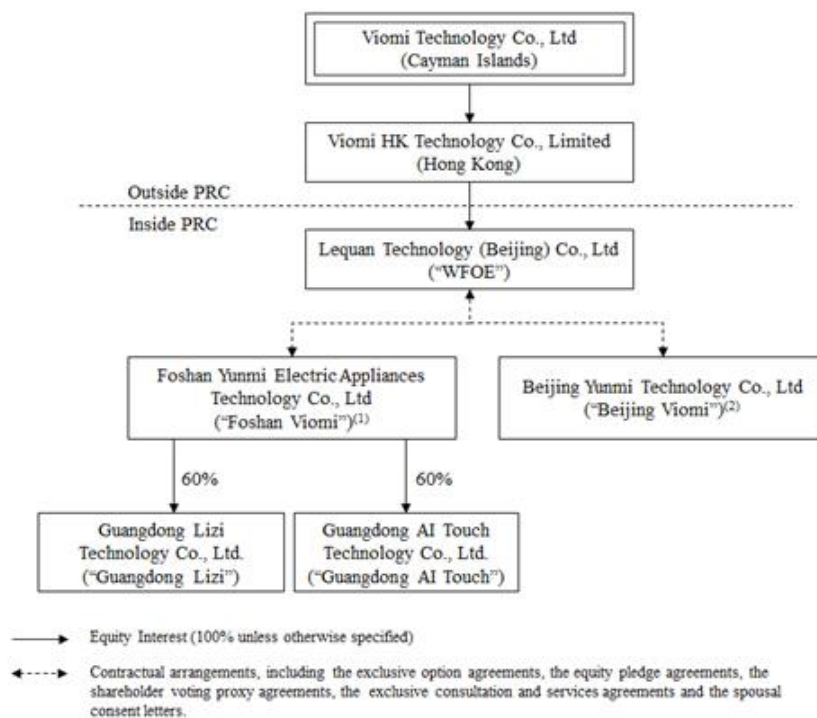 Viomi Technology Co., Ltd
(Cayman Islands)
Viomi HK Technology Co., Limited
(Hong Kong)
Outside PRC
Inside PRC
Lequan Technology (Beijing) Co., Ltd
(“WFOE”)
Foshan Yunmi Electric Appliances
Technology Co., Ltd
(“Foshan Viomi”)(1)
Beijing Yunmi Technology Co., Ltd
(“Beijing Viomi”)(2)
60%
60%
Guangdong Lizi
Technology Co., Ltd.
(“Guangdong Lizi”)
Guangdong AI Touch
Technology Co., Ltd.
(“Guangdong AI Touch”)
Equity Interest (100% unless otherwise specified)
Contractual arrangements, including the exclusive option agreements, the equity pledge agreements, the
shareholder voting proxy agreements, the exclusive consultation and services agreements and the spousal
consent letters.